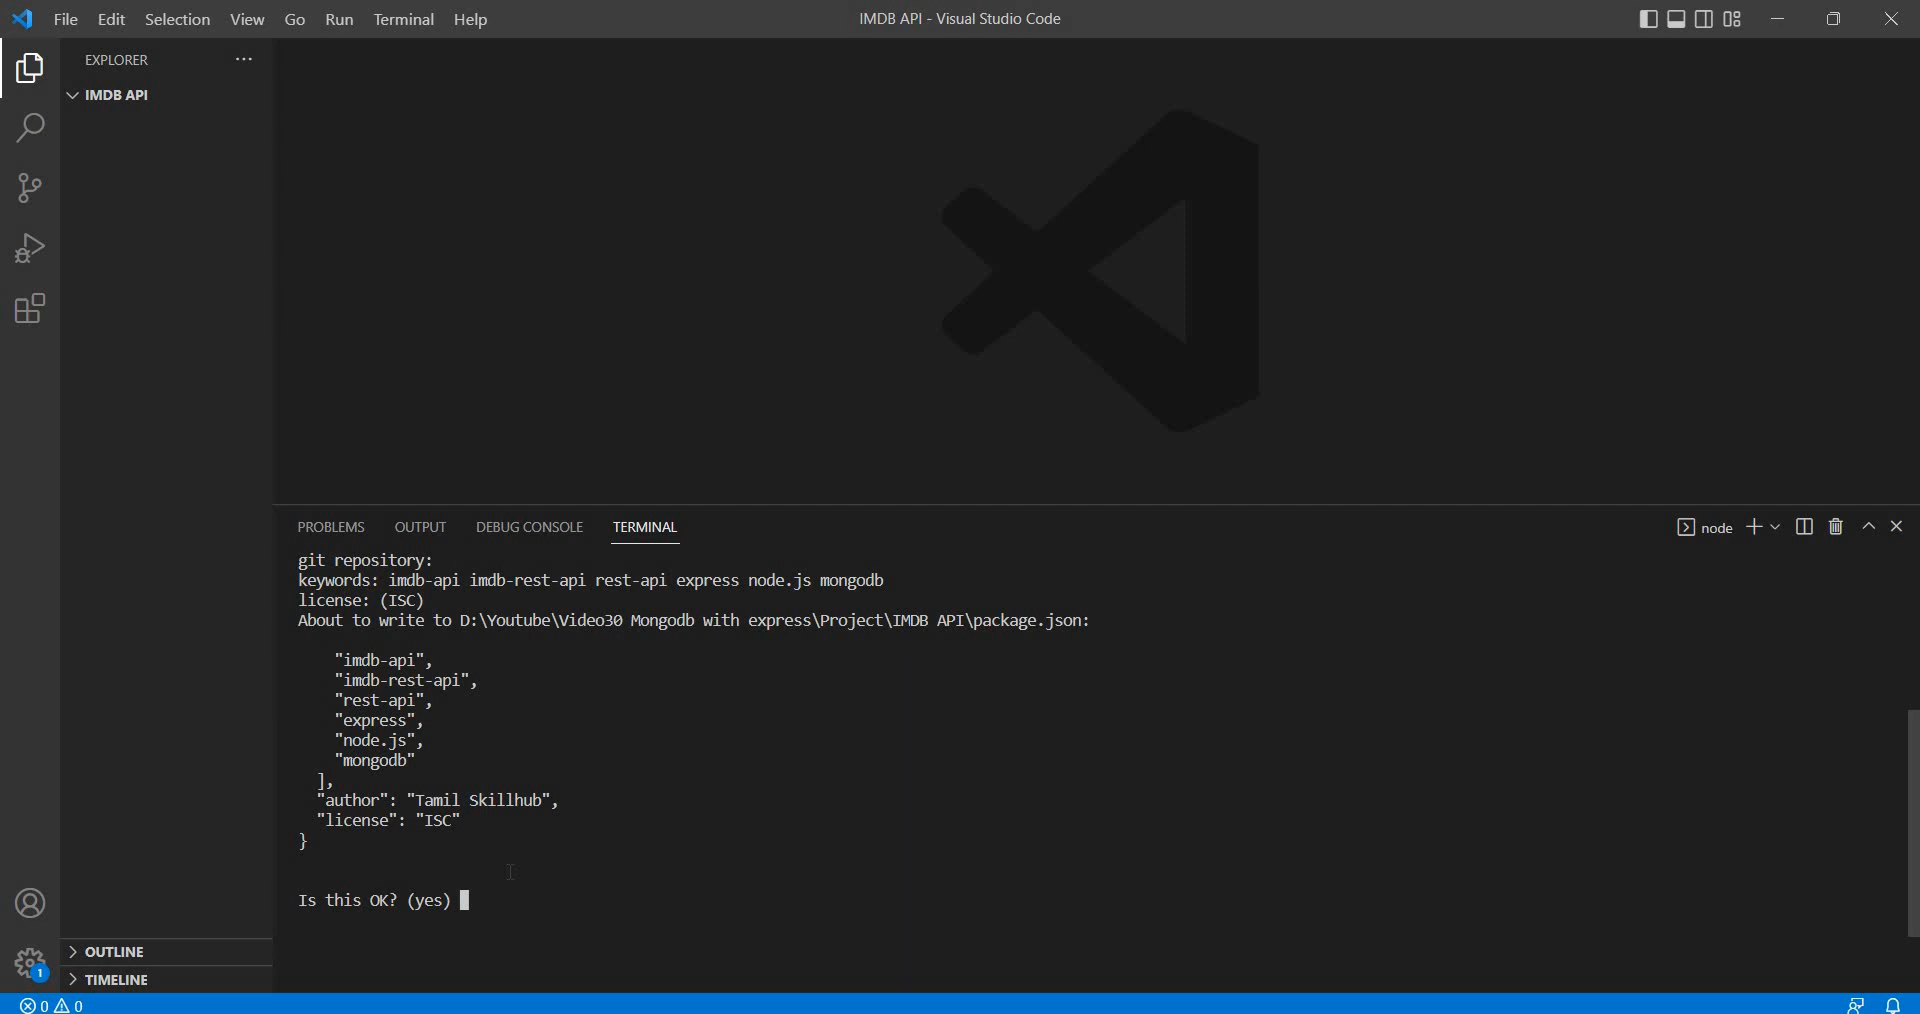 File Edit Selection View Go Run Terminal Help
IMDB API - Visual Studio Code
EXPLORER
IMDB API
PROBLEMS OUTPUT DEBUG CONSOLE TERMINAL
node
git repository:
keywords: imdb-api imdb-rest-api rest-api express node.js mongodb
license: (ISC)
About to write to D:\Youtube\Video30 Mongodb with express\Project\IMDB API\package.json:
"imdb-api",
"imdb-rest-api",
"rest-api",
"express",
"node.js",
"mongodb"
],
"author": "Tamil Skillhub",
"license": "ISC"
}
Is this OK? (yes)
OUTLINE
1
TIMELINE
0 0